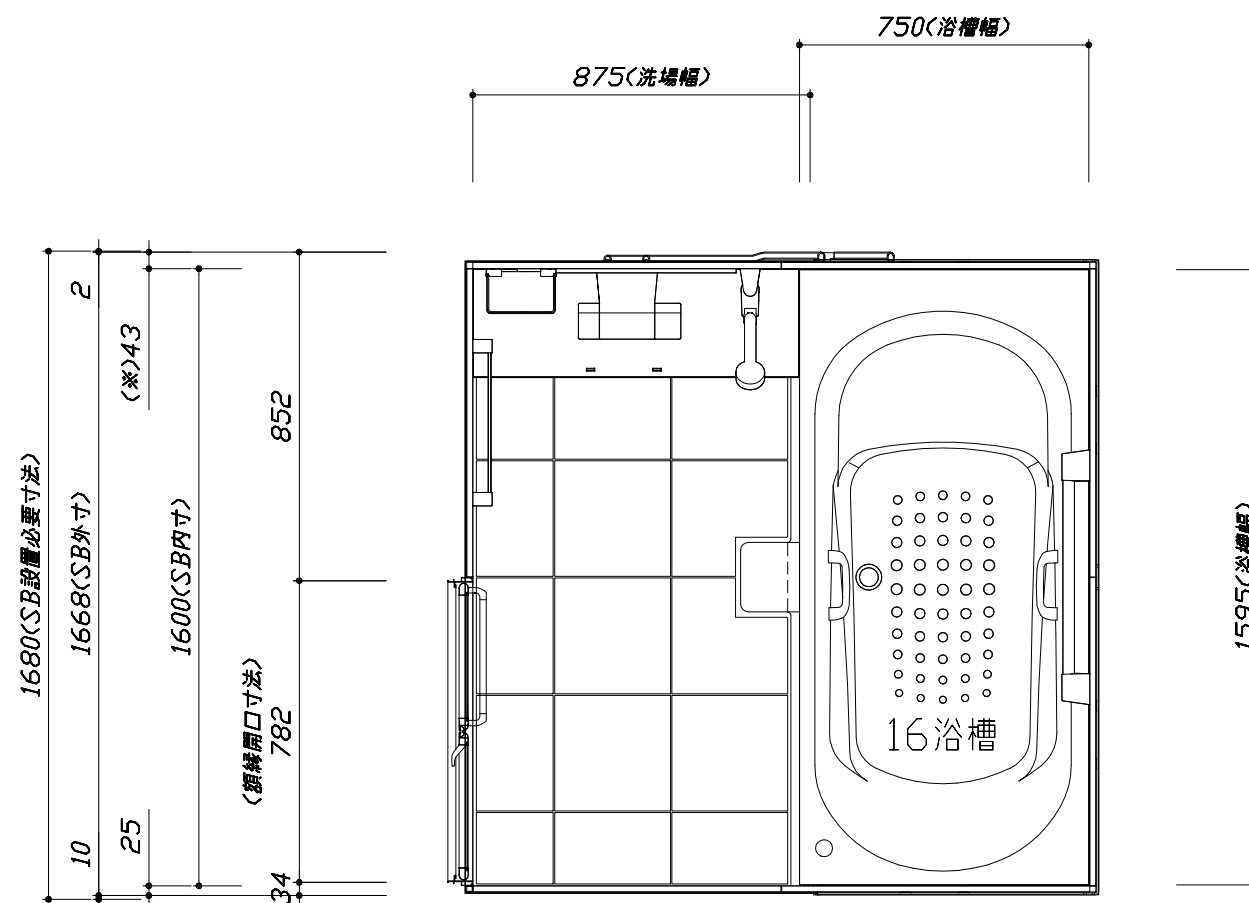 750(浴槽幅)
875(洗場幅)
2
(※)43
852
1680(SB設置必要寸法)
1668(SB外寸)
1600(SB内寸)
(額縁開口寸法)
782
10
25
34
16浴槽
1595(浴槽幅)